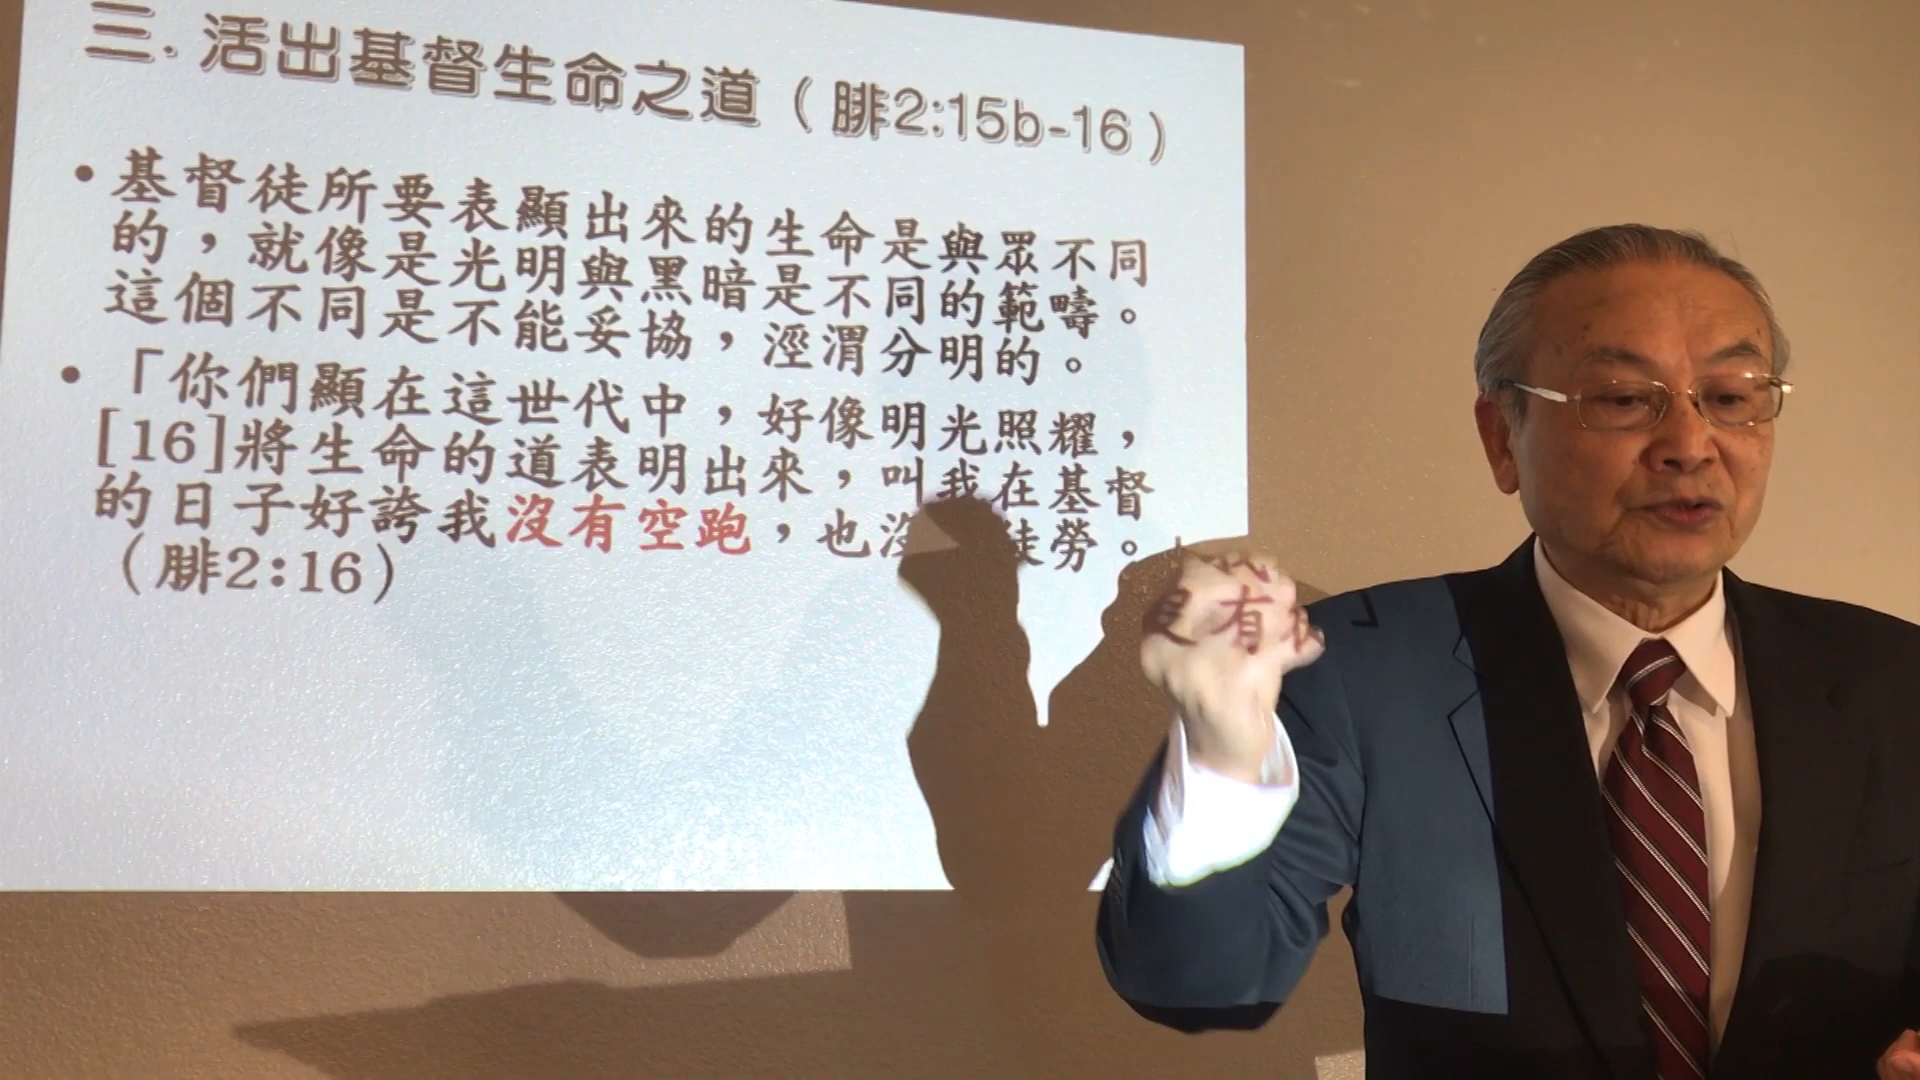 三. 活出基督生命之道（腓2:15b-16）
• 基督徒所要表顯出來的生命是與眾不同
的，就像是光明與黑暗是不同的範疇。
這個不同是不能妥協，涇渭分明的。
• 「你們顯在這世代中，好像明光照耀，
[16]將生命的道表明出來，叫我在基督
的日子好誇我沒有空跑，也沒有徒勞。
（腓2:16）